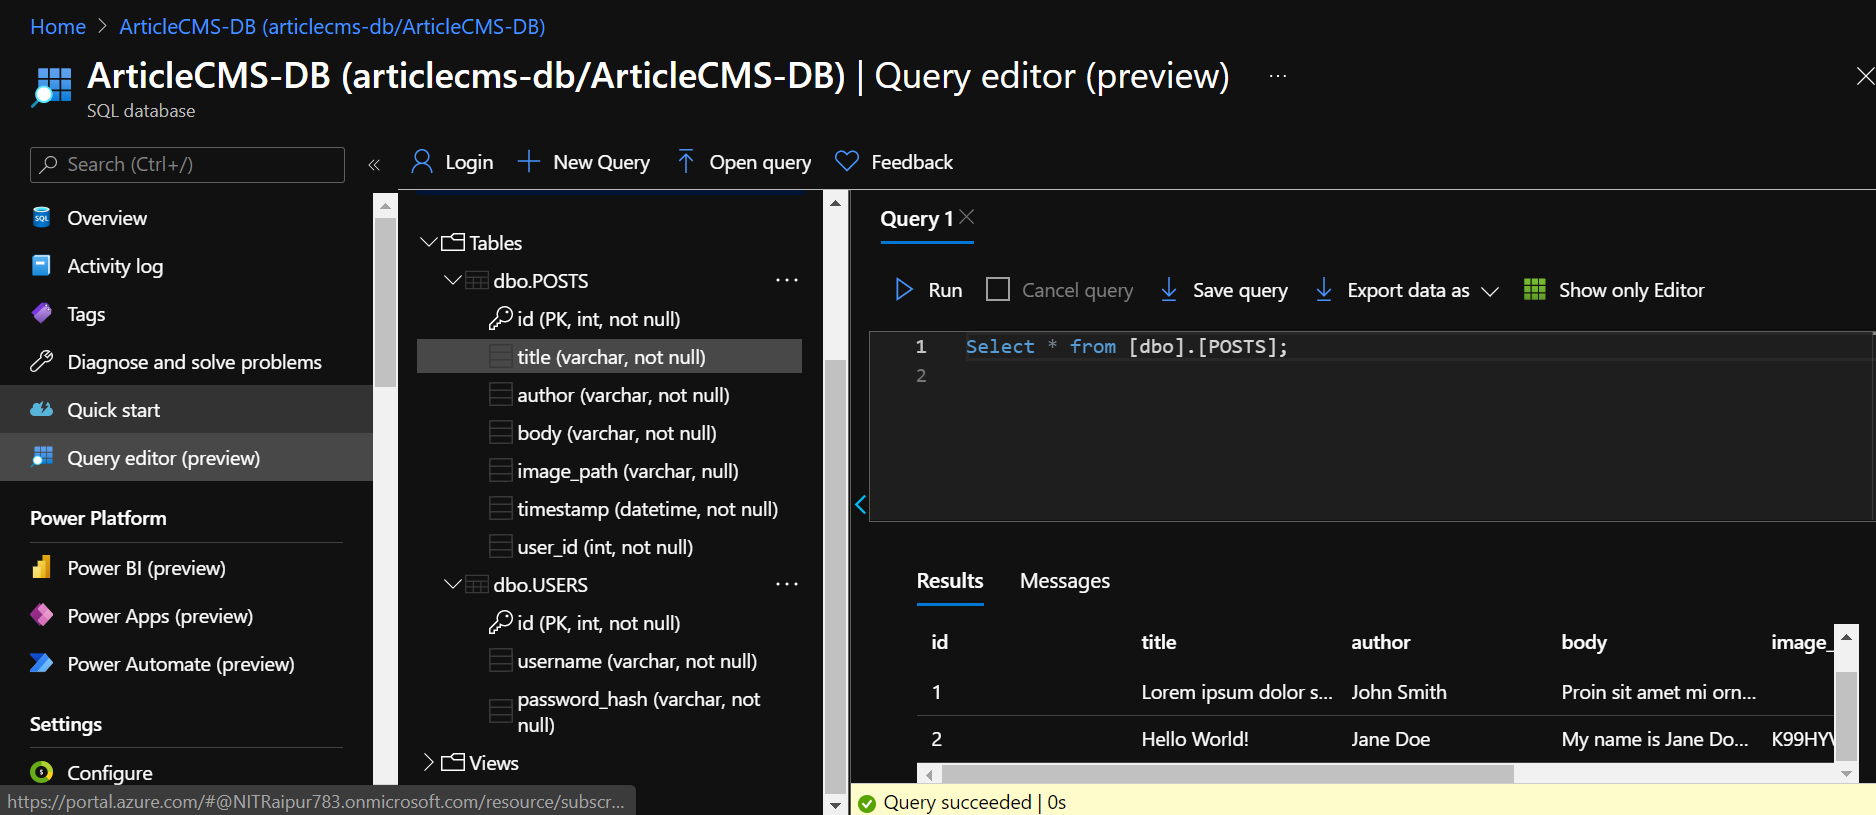 Home > ArticleCMS-DB (articlecms-db/ArticleCMS-DB)
ArticleCMS-DB (articlecms-db/ArticleCMS-DB) | Query editor (preview) ...
SQL database
Search (Ctrl+/)
«
Overview
Activity log
Tags
Diagnose and solve problems
Quick start
Query editor (preview)
Power Platform
Power BI (preview)
Power Apps (preview)
Power Automate (preview)
Settings
Configure
https://portal.azure.com/#@NITRaipur783.onmicrosoft.com/resource/subscr...
Login New Query Open query Feedback
Tables
dbo.POSTS ...
id (PK, int, not null)
title (varchar, not null)
author (varchar, not null)
body (varchar, not null)
image_path (varchar, null)
timestamp (datetime, not null)
user_id (int, not null)
dbo.USERS ...
id (PK, int, not null)
username (varchar, not null)
password_hash (varchar, not
null)
Views
Query 1
Run Cancel query Save query Export data as Show only Editor
1 Select * from [dbo].[POSTS];
2
Results Messages
id title author body image_
1 Lorem ipsum dolor s... John Smith Proin sit amet mi orn...
2 Hello World! Jane Doe My name is Jane Do... K99HY
Query succeeded | 0s